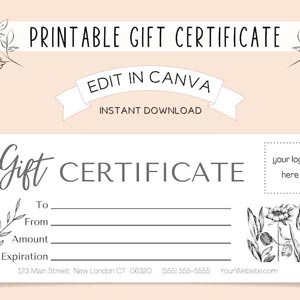 PRINTABLE GIFT CERTIFICATE
EDIT IN CANVA
INSTANT DOWNLOAD
Gift CERTIFICATE
your logo
here
To
From
Amount
Expiration
123 Main Street New London CT 06320 (555) 555-5555 YourWebsite.com